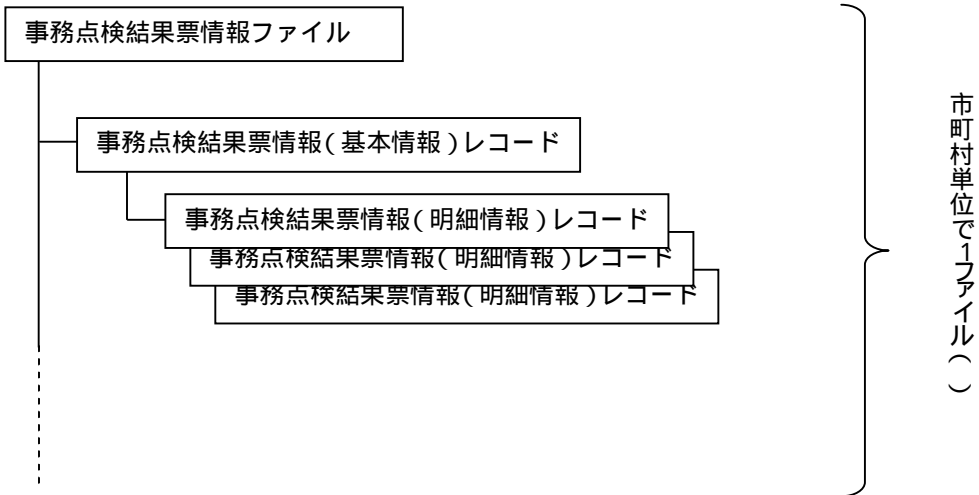 事務点検結果票情報ファイル
事務点検結果票情報(基本情報)レコード
事務点検結果票情報(明細情報)レコード
事務点検結果票情報(明細情報)レコード
事務点検結果票情報(明細情報)レコード
市町村単位で1ファイル( )